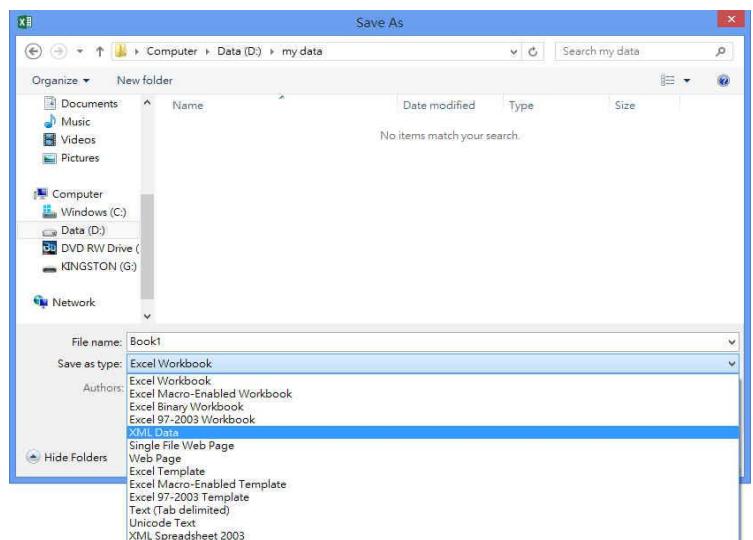 Save As
Computer Data (D:) my data
Search my data
Organize New folder
Documents
Music
Videos
Pictures
Computer
Windows (C:)
Data (D:)
DVD RW Drive (
KINGSTON (G:)
Network
Name Date modified Type Size
No items match your search.
File name: Book1
Save as type: Excel Workbook
Authors:
Excel Workbook
Excel Macro-Enabled Workbook
Excel Binary Workbook
Excel 97-2003 Workbook
XML Data
Single File Web Page
Web Page
Excel Template
Excel Macro-Enabled Template
Excel 97-2003 Template
Text (Tab delimited)
Unicode Text
XML Spreadsheet 2003
Hide Folders